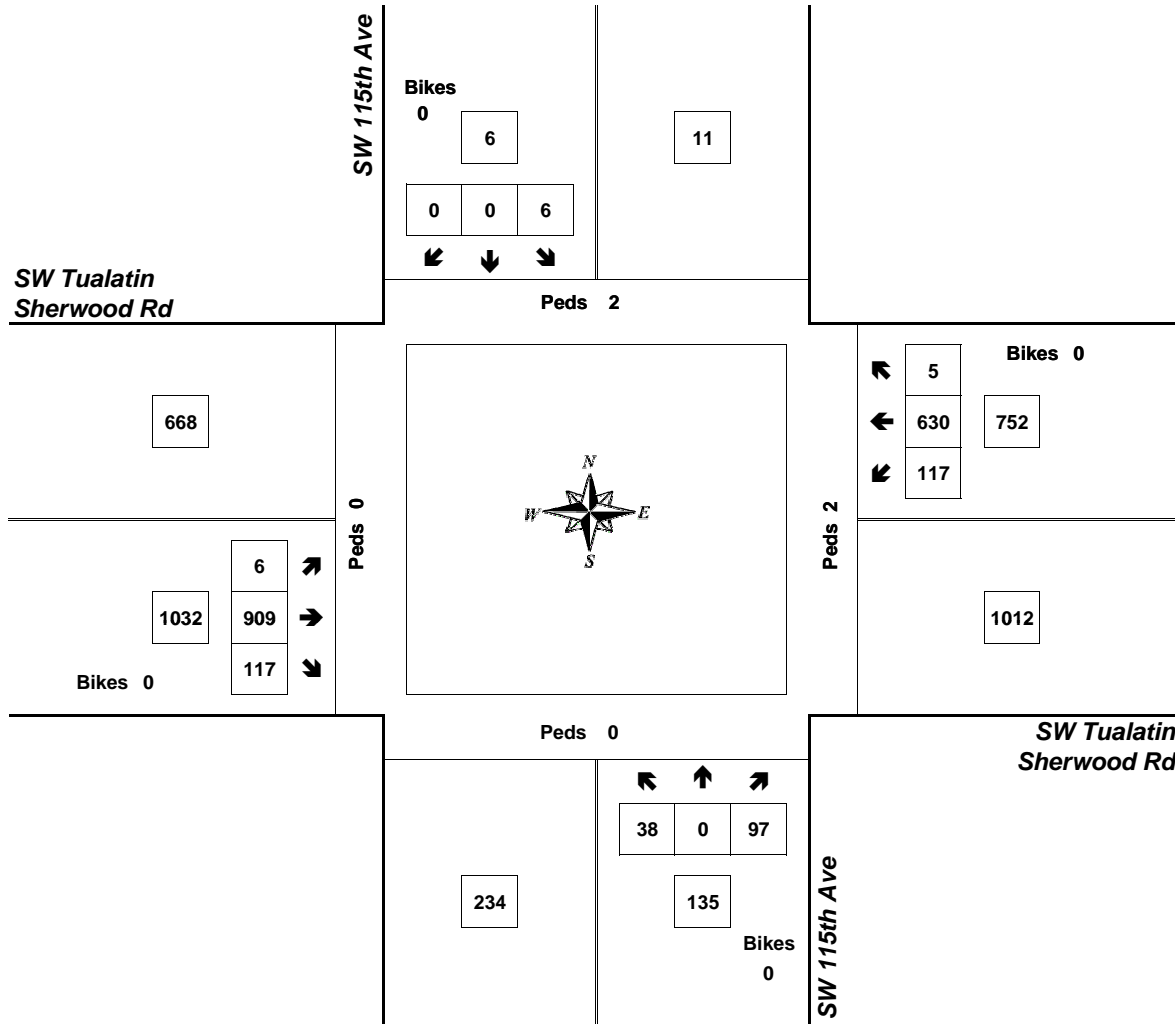 SW 115th Ave
Bikes
0
6
11
0 0 6
SW Tualatin
Sherwood Rd
Peds 2
668
5
630
117
752
Bikes 0
Peds 0
N
W E
S
Peds 2
6
909
117
1032
Bikes 0
1012
Peds 0
SW Tualatin
Sherwood Rd
38 0 97
234
135
Bikes
0
SW 115th Ave